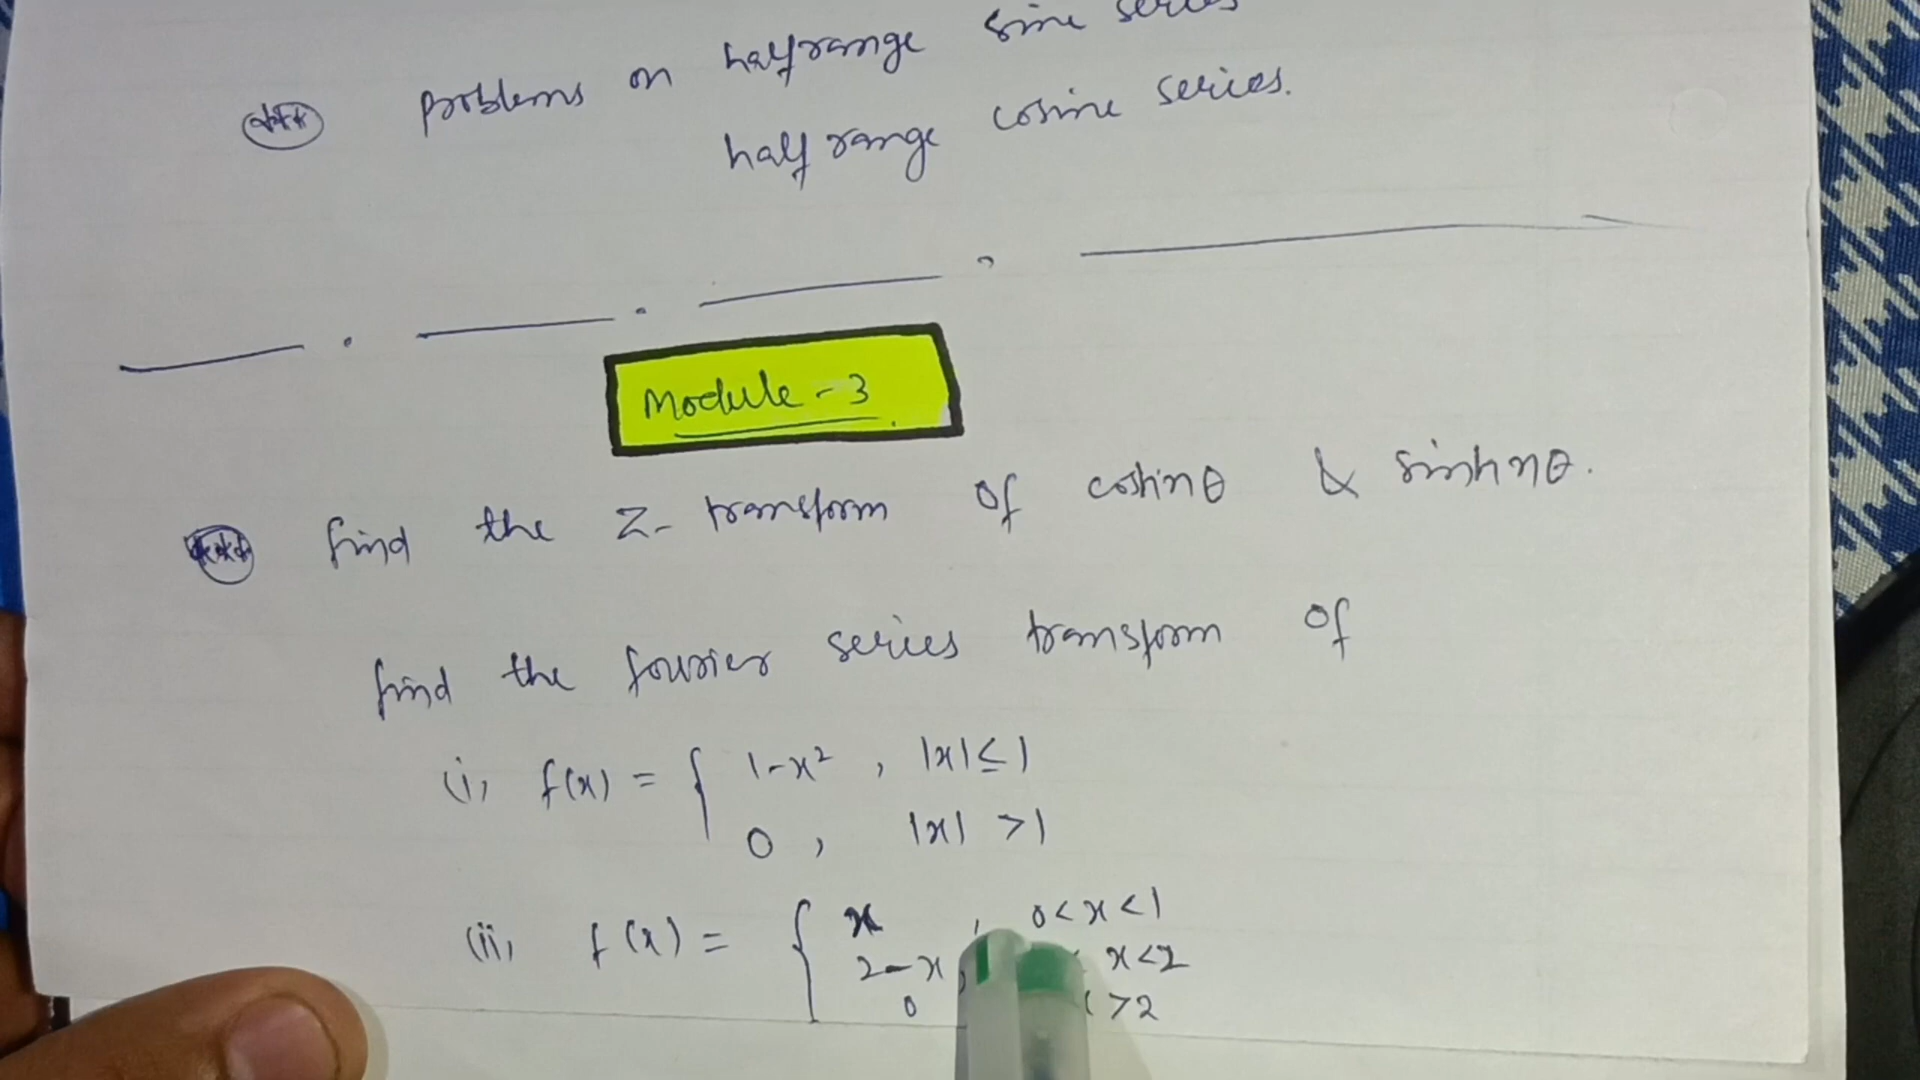 *** problems on halfrange sine series
half range cosine series.
Module - 3
*** find the Z- transform of coshnθ & sinhnθ.
find the fourier series transform of
(i) f(x) = { 1-x² , |x| ≤ 1
0 , |x| > 1
(ii) f(x) = { x , 0<x<1
2-x, x<2
0 >2